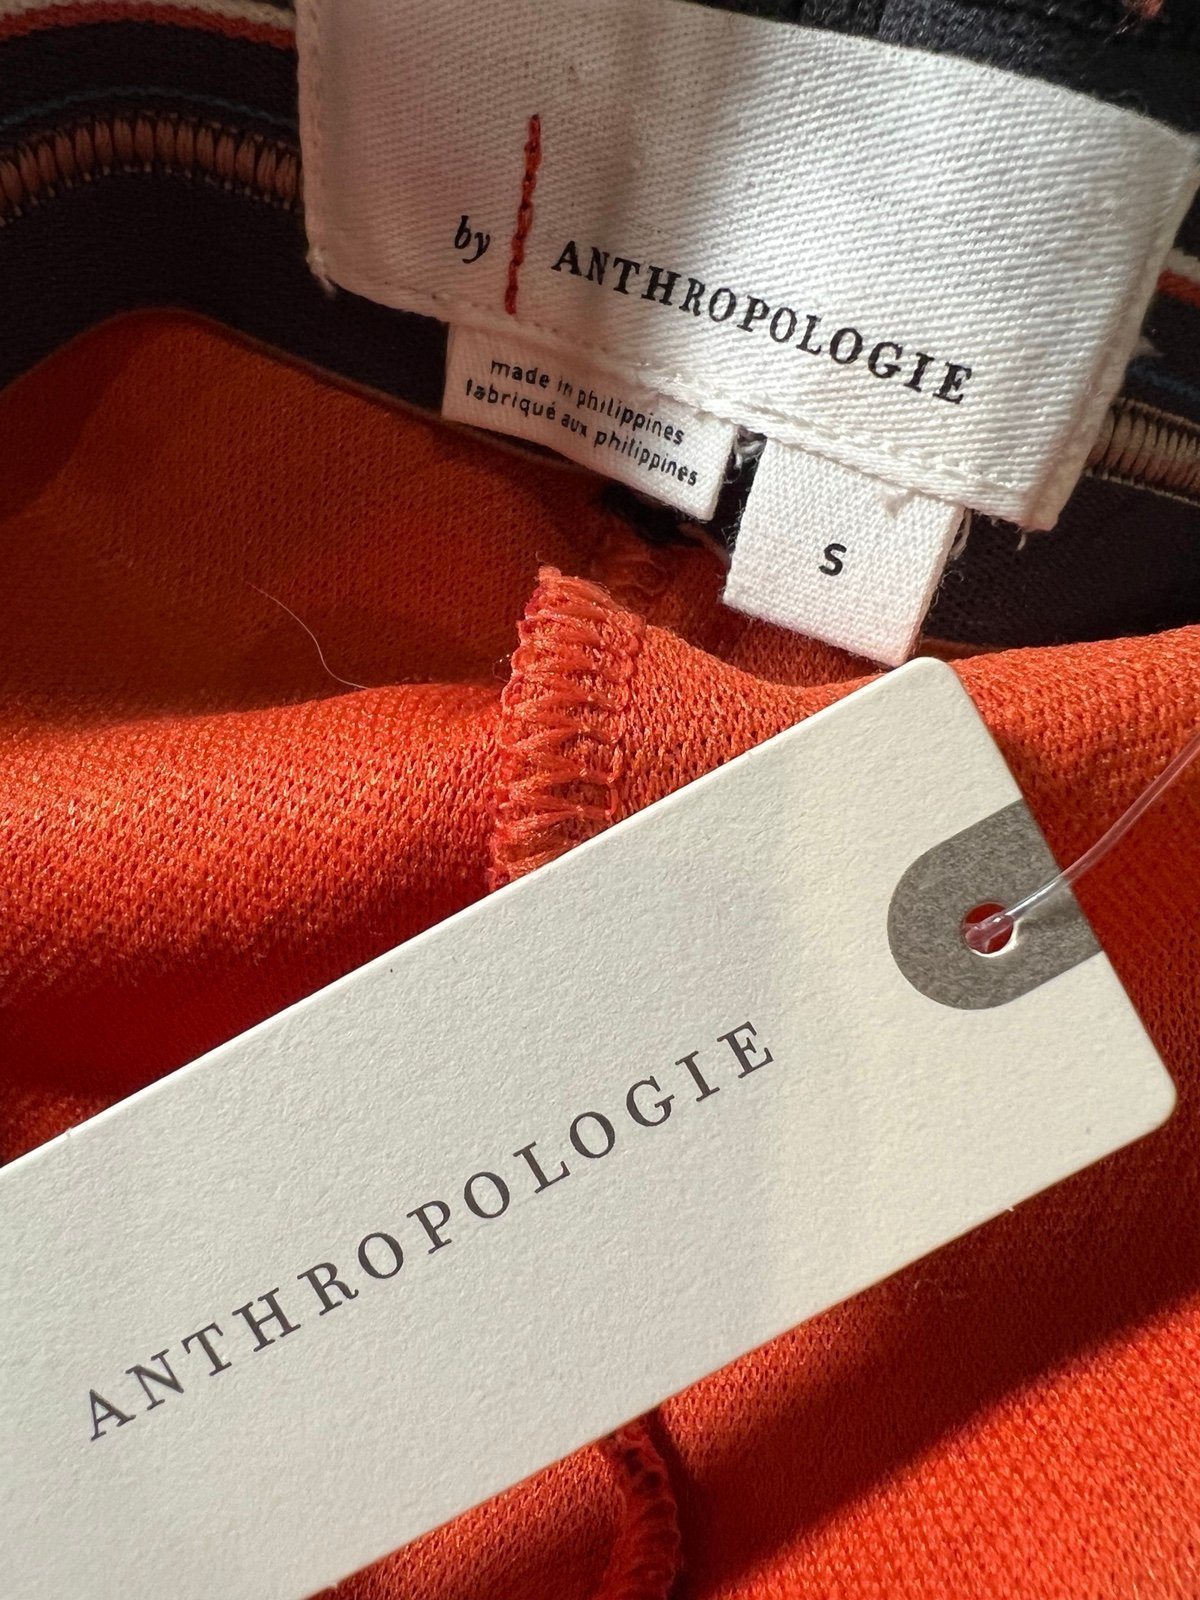 by ANTHROPOLOGIE
made in philippines
fabriqué aux philippines
S
ANTHROPOLOGIE